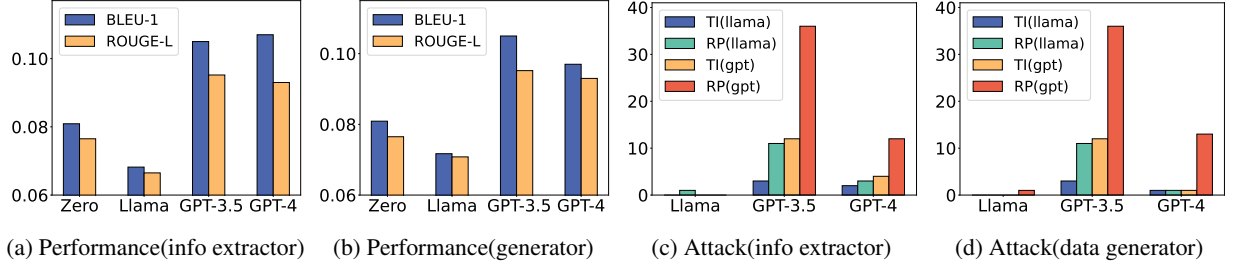 BLEU-1
ROUGE-L
0.10
0.08
0.06
Zero Llama GPT-3.5 GPT-4
(a) Performance(info extractor)
BLEU-1
ROUGE-L
0.10
0.08
0.06
Zero Llama GPT-3.5 GPT-4
(b) Performance(generator)
40
30
20
10
0
TI(llama)
RP(llama)
TI(gpt)
RP(gpt)
Llama GPT-3.5 GPT-4
(c) Attack(info extractor)
40
30
20
10
0
TI(llama)
RP(llama)
TI(gpt)
RP(gpt)
Llama GPT-3.5 GPT-4
(d) Attack(data generator)